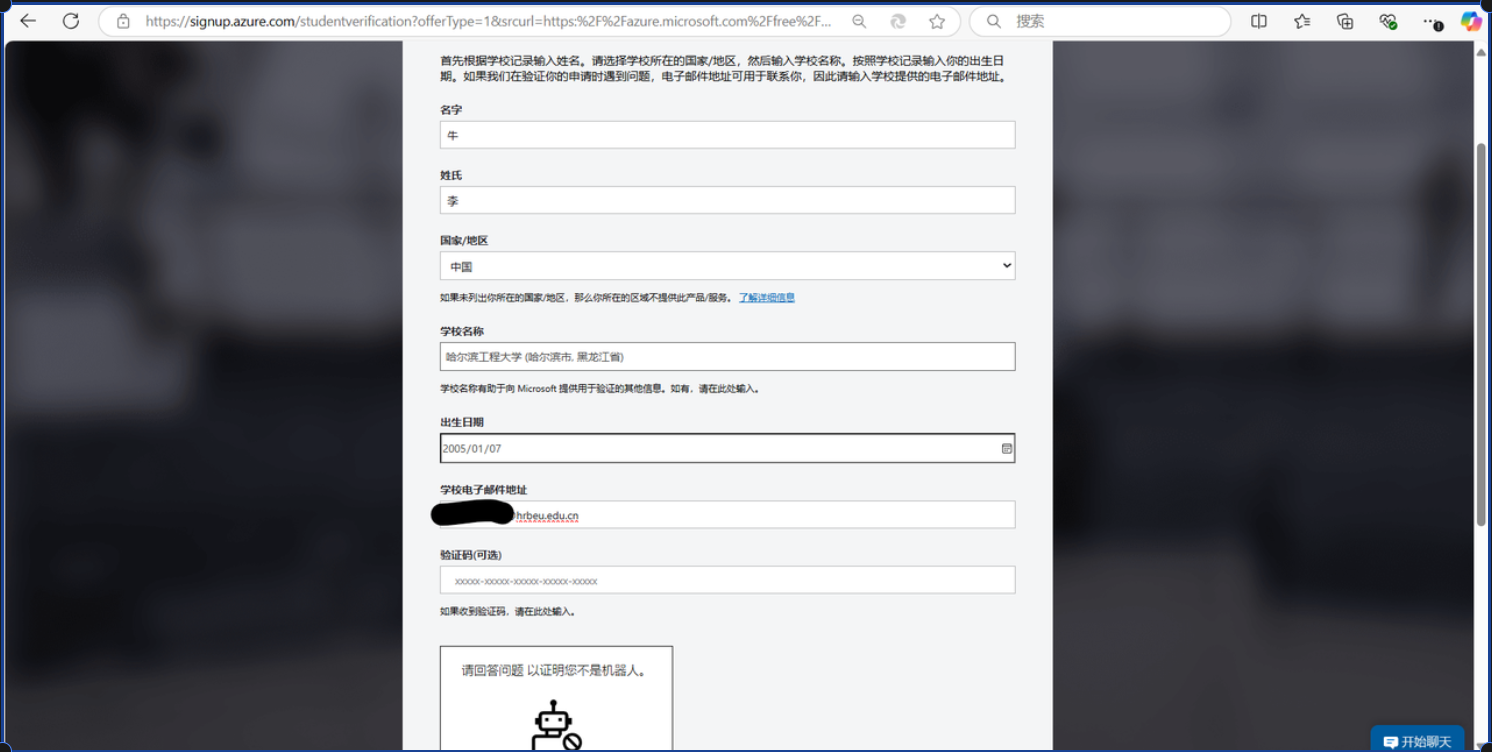 https://signup.azure.com/studentverification?offerType=1&srcurl=https:%2F%2Fazure.microsoft.com%2Ffree%2F...
搜索
首先根据学校记录输入姓名。请选择学校所在的国家/地区，然后输入学校名称。按照学校记录输入你的出生日
期。如果我们在验证你的申请时遇到问题，电子邮件地址可用于联系你，因此请输入学校提供的电子邮件地址。
名字
牛
姓氏
李
国家/地区
中国
如果未列出你所在的国家/地区，那么你所在的区域不提供此产品/服务。 了解详细信息
学校名称
哈尔滨工程大学 (哈尔滨市, 黑龙江省)
学校名称有助于向 Microsoft 提供用于验证的其他信息。如有，请在此处输入。
出生日期
2005/01/07
学校电子邮件地址
hrbeu.edu.cn
验证码(可选)
xxxxx-xxxxx-xxxxx-xxxxx-xxxxx
如果收到验证码，请在此处输入。
请回答问题 以证明您不是机器人。
开始聊天